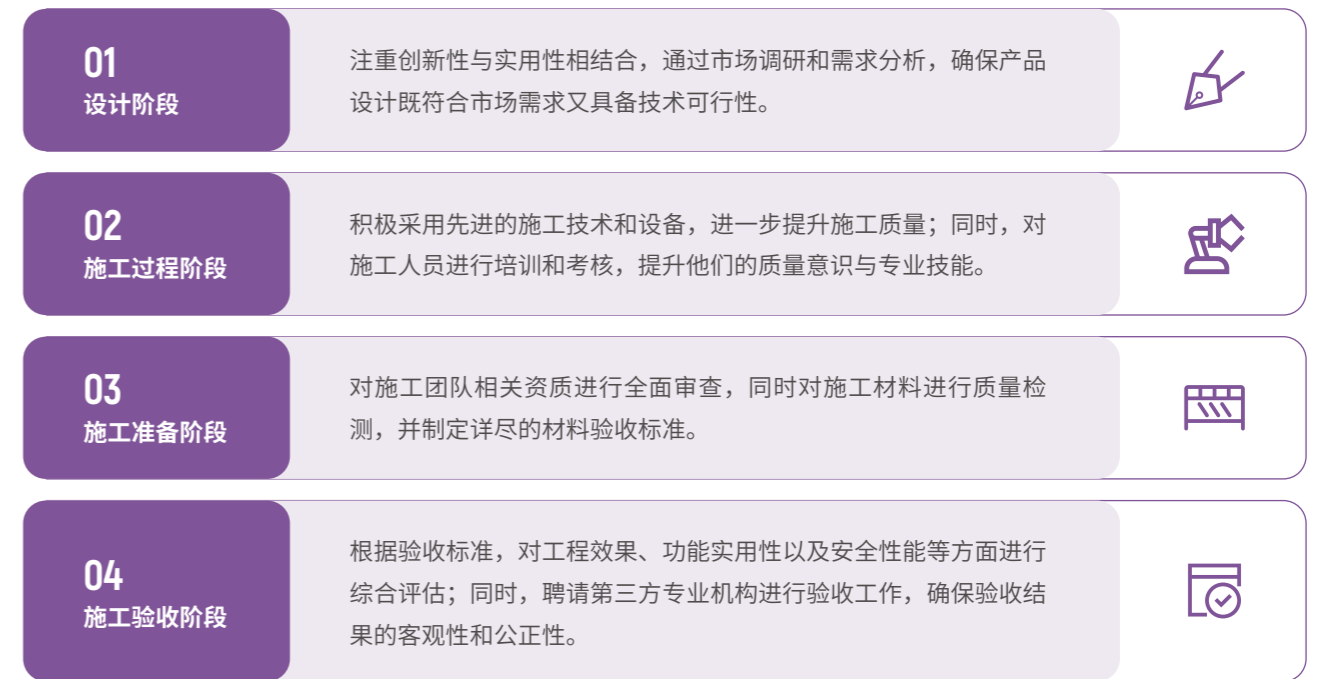 01
设计阶段
注重创新性与实用性相结合，通过市场调研和需求分析，确保产品
设计既符合市场需求又具备技术可行性。
02
施工过程阶段
积极采用先进的施工技术和设备，进一步提升施工质量；同时，对
施工人员进行培训和考核，提升他们的质量意识与专业技能。
03
施工准备阶段
对施工团队相关资质进行全面审查，同时对施工材料进行质量检
测，并制定详尽的材料验收标准。
04
施工验收阶段
根据验收标准，对工程效果、功能实用性以及安全性能等方面进行
综合评估；同时，聘请第三方专业机构进行验收工作，确保验收结
果的客观性和公正性。